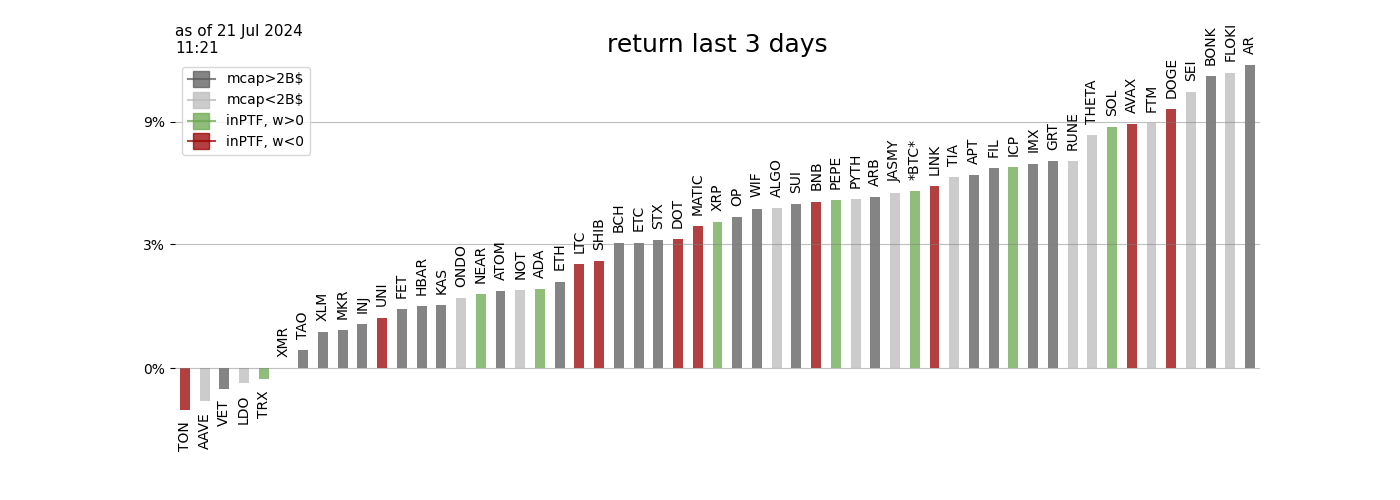 as of 21 Jul 2024
11:21
return last 3 days
mcap>2B$
mcap<2B$
inPTF, w>0
inPTF, w<0
9%
3%
0%
TON
AAVE
VET
LDO
TRX
XMR
TAO
XLM
MKR
INJ
UNI
FET
HBAR
KAS
ONDO
NEAR
ATOM
NOT
ADA
ETH
LTC
SHIB
BCH
ETC
STX
DOT
MATIC
XRP
OP
WIF
ALGO
SUI
BNB
PEPE
PYTH
ARB
JASMY
*BTC*
LINK
TIA
APT
FIL
ICP
IMX
GRT
RUNE
THETA
SOL
AVAX
FTM
DOGE
SEI
BONK
FLOKI
AR